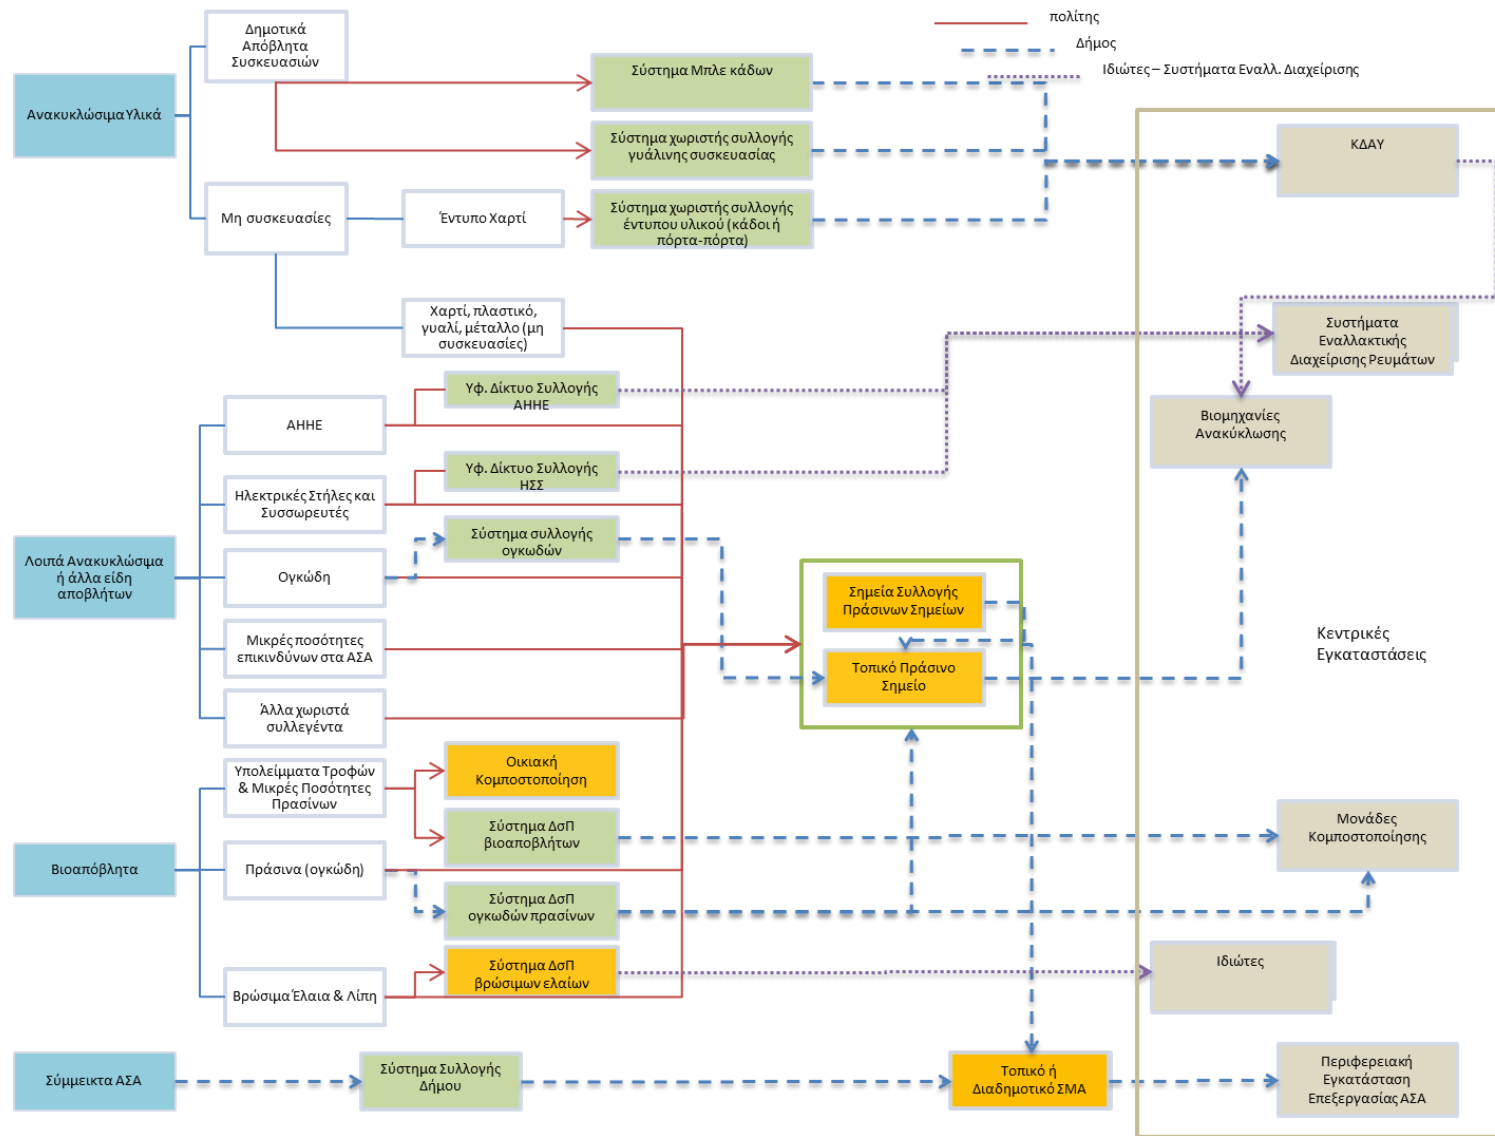 πολίτης
Δήμος
Ιδιώτες – Συστήματα Εναλλ. Διαχείρισης
Δημοτικά
Απόβλητα
Συσκευασιών
Ανακυκλώσιμα Υλικά
Σύστημα Μπλε κάδων
Σύστημα χωριστής συλλογής
γυάλινης συσκευασίας
ΚΔΑΥ
Μη συσκευασίες
Έντυπο Χαρτί
Σύστημα χωριστής συλλογής
έντυπου υλικού (κάδοι ή
πόρτα-πόρτα)
Χαρτί, πλαστικό,
γυαλί, μέταλλο (μη
συσκευασίες)
Συστήματα
Εναλλακτικής
Διαχείρισης Ρευμάτων
Υφ. Δίκτυο Συλλογής
ΑΗΗΕ
ΑΗΗΕ
Βιομηχανίες
Ανακύκλωσης
Υφ. Δίκτυο Συλλογής
ΗΣΣ
Ηλεκτρικές Στήλες και
Συσσωρευτές
Λοιπά Ανακυκλώσιμα
ή άλλα είδη
αποβλήτων
Σύστημα συλλογής
ογκωδών
Ογκώδη
Σημεία Συλλογής
Πράσινων Σημείων
Μικρές ποσότητες
επικινδύνων στα ΑΣΑ
Τοπικό Πράσινο
Σημείο
Κεντρικές
Εγκαταστάσεις
Άλλα χωριστά
συλλεγέντα
Υπολείμματα Τροφών
& Μικρές Ποσότητες
Πρασίνων
Οικιακή
Κομποστοποίηση
Σύστημα ΔσΠ
βιοαποβλήτων
Μονάδες
Κομποστοποίησης
Βιοαπόβλητα
Πράσινα (ογκώδη)
Σύστημα ΔσΠ
ογκωδών πρασίνων
Σύστημα ΔσΠ
βρώσιμων ελαίων
Ιδιώτες
Βρώσιμα Έλαια & Λίπη
Σύμμεικτα ΑΣΑ
Σύστημα Συλλογής
Δήμου
Τοπικό ή
Διαδημοτικό ΣΜΑ
Περιφερειακή
Εγκατάσταση
Επεξεργασίας ΑΣΑ